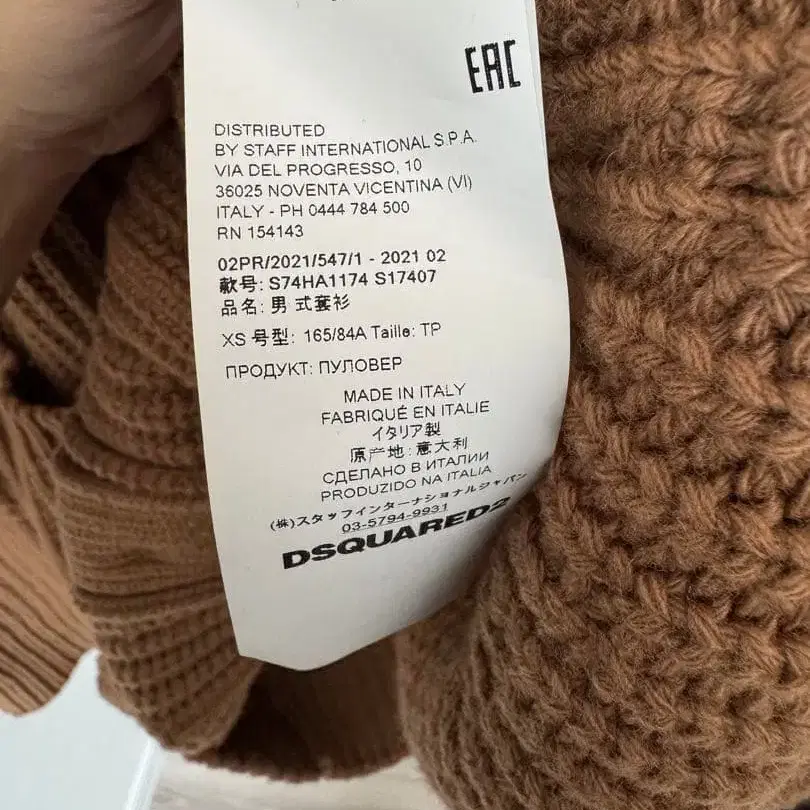 EAC
DISTRIBUTED
BY STAFF INTERNATIONAL S.P.A.
VIA DEL PROGRESSO, 10
36025 NOVENTA VICENTINA (VI)
ITALY - PH 0444 784 500
RN 154143
02PR/2021/547/1 - 2021 02
款号: S74HA1174 S17407
品名: 男 式套衫
XS 号型: 165/84A Taille: TP
ПРОДУКТ: ПУЛОВЕР
MADE IN ITALY
FABRIQUÉ EN ITALIE
イタリア製
原产地: 意大利
СДЕЛАНО В ИТАЛИИ
PRODUZIDO NA ITALIA
(株)スタッフインターナショナルジャパン
03-5794-9931
DSQUARED2